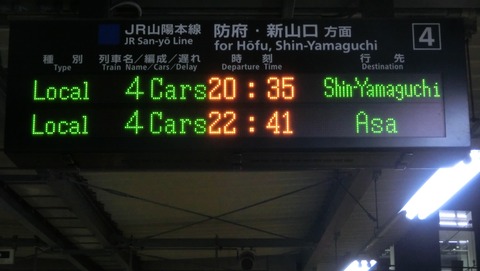 JR山陽本線 防府・新山口 方面 4
JR San-yō Line for Hōfu, Shin-Yamaguchi
種別 列車名/編成/遅れ 時刻 行先
Type Train Name/Cars/Delay Departure Time Destination
Local 4 Cars 20:35 Shin-Yamaguchi
Local 4 Cars 22:41 Asa